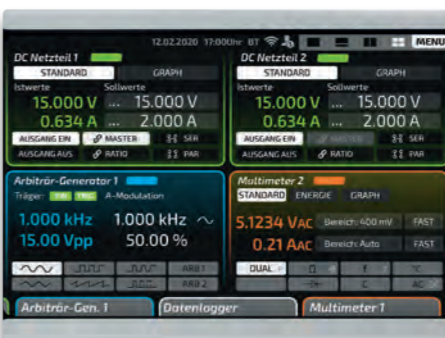 12.02.2020 17:00Uhr BT MENU
DC Netzteil 1
STANDARD GRAPH
Istwerte Sollwerte
15.000 V ... 15.000 V
0.634 A ... 2.000 A
AUSGANG EIN MASTER SER
AUSGANG AUS RATIO PAR
DC Netzteil 2
STANDARD GRAPH
Istwerte Sollwerte
15.000 V ... 15.000 V
0.634 A ... 2.000 A
AUSGANG EIN MASTER SER
AUSGANG AUS RATIO PAR
Arbiträr-Generator 1
Träger: A-Modulation
1.000 kHz 1.000 kHz
15.00 Vpp 50.00 %
ARB 1
ARB 2
Multimeter 2
STANDARD ENERGIE GRAPH
5.1234 VAC Bereich: 400 mV FAST
0.21 AAC Bereich: Auto FAST
DUAL Ω f °C
C AC
Arbiträr-Gen. 1 Datenlogger Multimeter 1